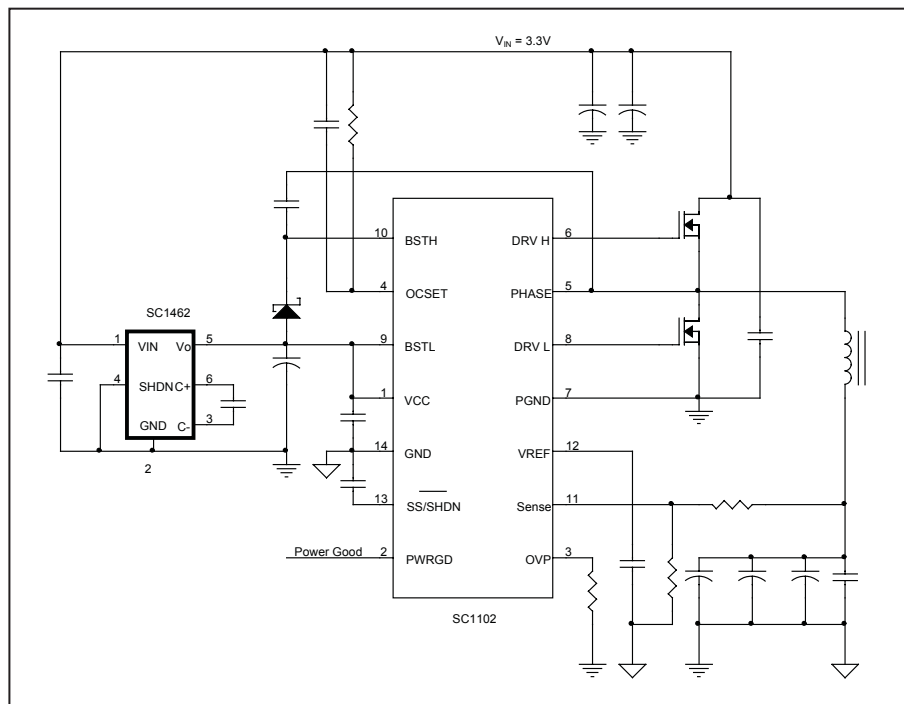 V_IN = 3.3V
10 BSTH DRV H 6
4 OCSET PHASE 5
SC1462
1 VIN Vo 5
9 BSTL DRV L 8
4 SHDN C+ 6
1 VCC PGND 7
GND C- 3
2
14 GND VREF 12
13 SS/SHDN Sense 11
Power Good 2 PWRGD OVP 3
SC1102